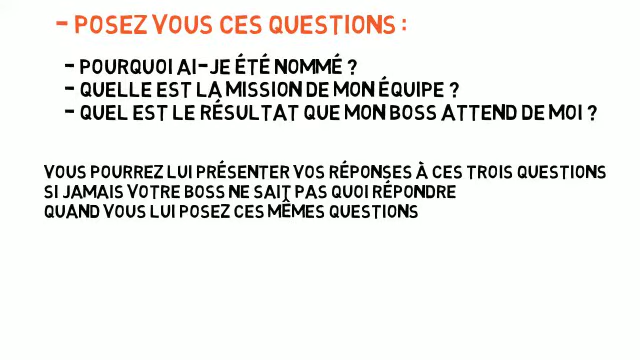 - POSEZ VOUS CES QUESTIONS :
- POURQUOI AI-JE ÉTÉ NOMMÉ ?
- QUELLE EST LA MISSION DE MON ÉQUIPE ?
- QUEL EST LE RÉSULTAT QUE MON BOSS ATTEND DE MOI ?
VOUS POURREZ LUI PRÉSENTER VOS RÉPONSES À CES TROIS QUESTIONS
SI JAMAIS VOTRE BOSS NE SAIT PAS QUOI RÉPONDRE
QUAND VOUS LUI POSEZ CES MÊMES QUESTIONS